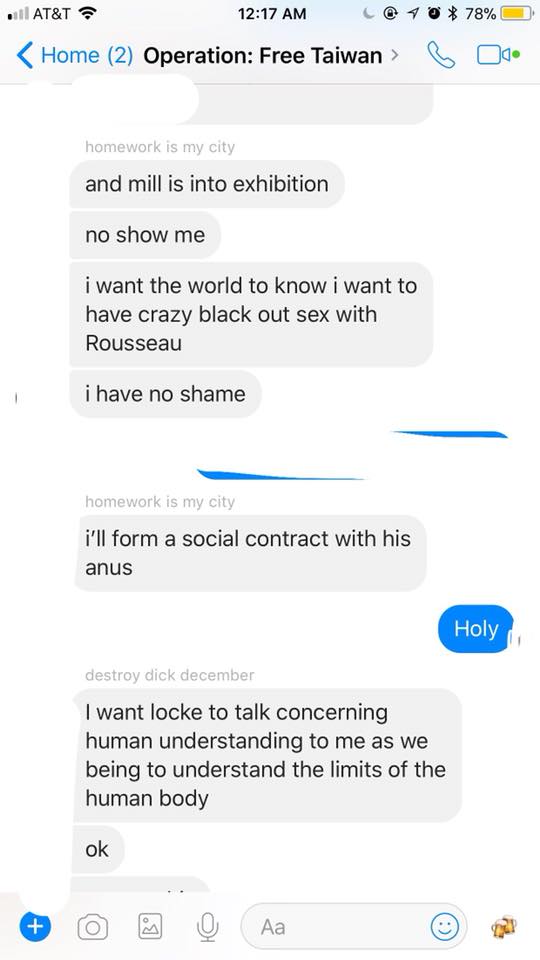 AT&T 12:17 AM 78%
Home (2) Operation: Free Taiwan
homework is my city
and mill is into exhibition
no show me
i want the world to know i want to
have crazy black out sex with
Rousseau
i have no shame
homework is my city
i'll form a social contract with his
anus
Holy
destroy dick december
I want locke to talk concerning
human understanding to me as we
being to understand the limits of the
human body
ok
Aa